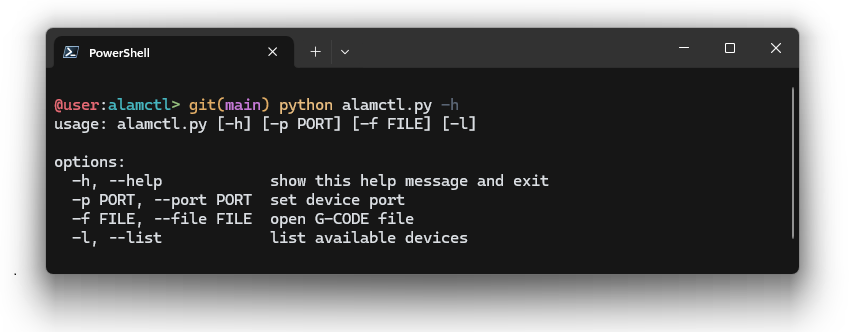 PowerShell
@user:alamctl> git(main) python alamctl.py -h
usage: alamctl.py [-h] [-p PORT] [-f FILE] [-l]
options:
-h, --help show this help message and exit
-p PORT, --port PORT set device port
-f FILE, --file FILE open G-CODE file
-l, --list list available devices
.